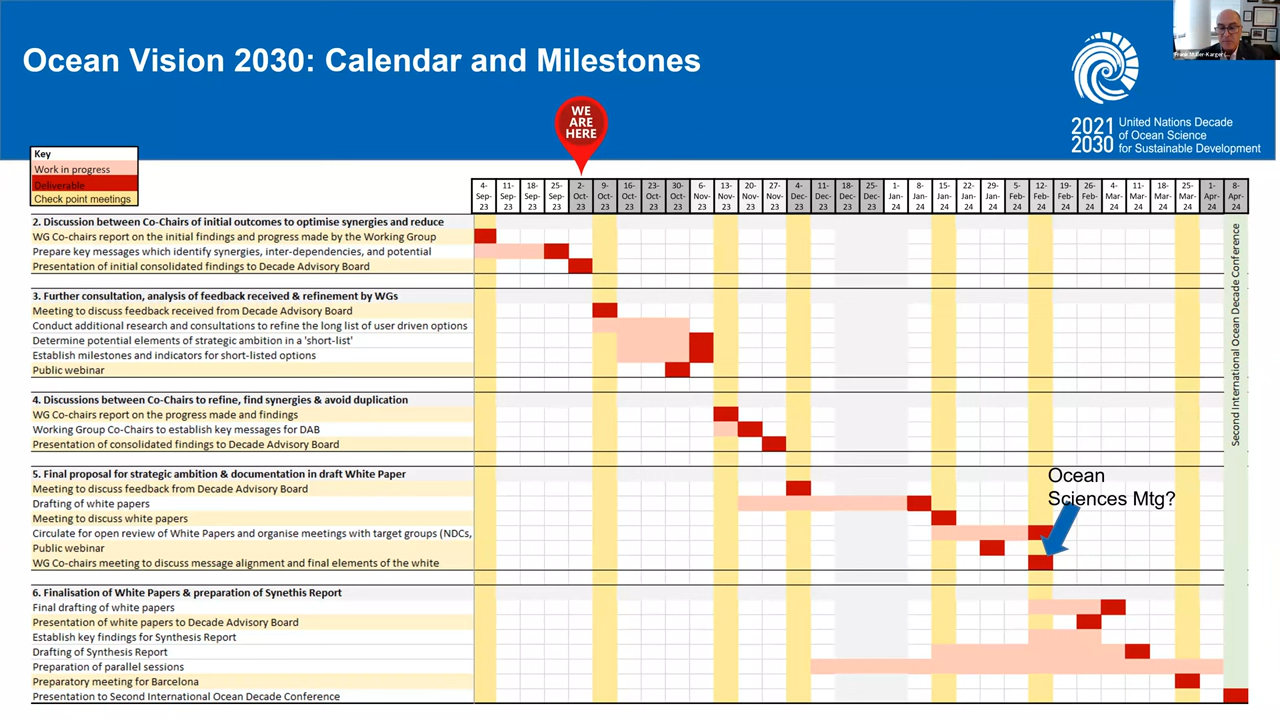 Ocean Vision 2030: Calendar and Milestones
WE
ARE
HERE
2021
2030
United Nations Decade
of Ocean Science
for Sustainable Development
Key
Work in progress
Deliverable
Check point meetings
4-Sep-23 11-Sep-23 18-Sep-23 25-Sep-23 2-Oct-23 9-Oct-23 16-Oct-23 23-Oct-23 30-Oct-23 6-Nov-23 13-Nov-23 20-Nov-23 27-Nov-23 4-Dec-23 11-Dec-23 18-Dec-23 25-Dec-23 1-Jan-24 8-Jan-24 15-Jan-24 22-Jan-24 29-Jan-24 5-Feb-24 12-Feb-24 19-Feb-24 26-Feb-24 4-Mar-24 11-Mar-24 18-Mar-24 25-Mar-24 1-Apr-24 8-Apr-24
2. Discussion between Co-Chairs of initial outcomes to optimise synergies and reduce
WG Co-chairs report on the initial findings and progress made by the Working Group
Prepare key messages which identify synergies, inter-dependencies, and potential
Presentation of initial consolidated findings to Decade Advisory Board
3. Further consultation, analysis of feedback received & refinement by WGs
Meeting to discuss feedback received from Decade Advisory Board
Conduct additional research and consultations to refine the long list of user driven options
Determine potential elements of strategic ambition in a 'short-list'
Establish milestones and indicators for short-listed options
Public webinar
4. Discussions between Co-Chairs to refine, find synergies & avoid duplication
WG Co-chairs report on the progress made and findings
Working Group Co-Chairs to establish key messages for DAB
Presentation of consolidated findings to Decade Advisory Board
5. Final proposal for strategic ambition & documentation in draft White Paper
Meeting to discuss feedback from Decade Advisory Board
Drafting of white papers
Meeting to discuss white papers
Circulate for open review of White Papers and organise meetings with target groups (NDCs,
Public webinar
WG Co-chairs meeting to discuss message alignment and final elements of the white
6. Finalisation of White Papers & preparation of Synethis Report
Final drafting of white papers
Presentation of white papers to Decade Advisory Board
Establish key findings for Synthesis Report
Drafting of Synthesis Report
Preparation of parallel sessions
Preparatory meeting for Barcelona
Presentation to Second International Ocean Decade Conference
Second International Ocean Decade Conference
Ocean
Sciences Mtg?